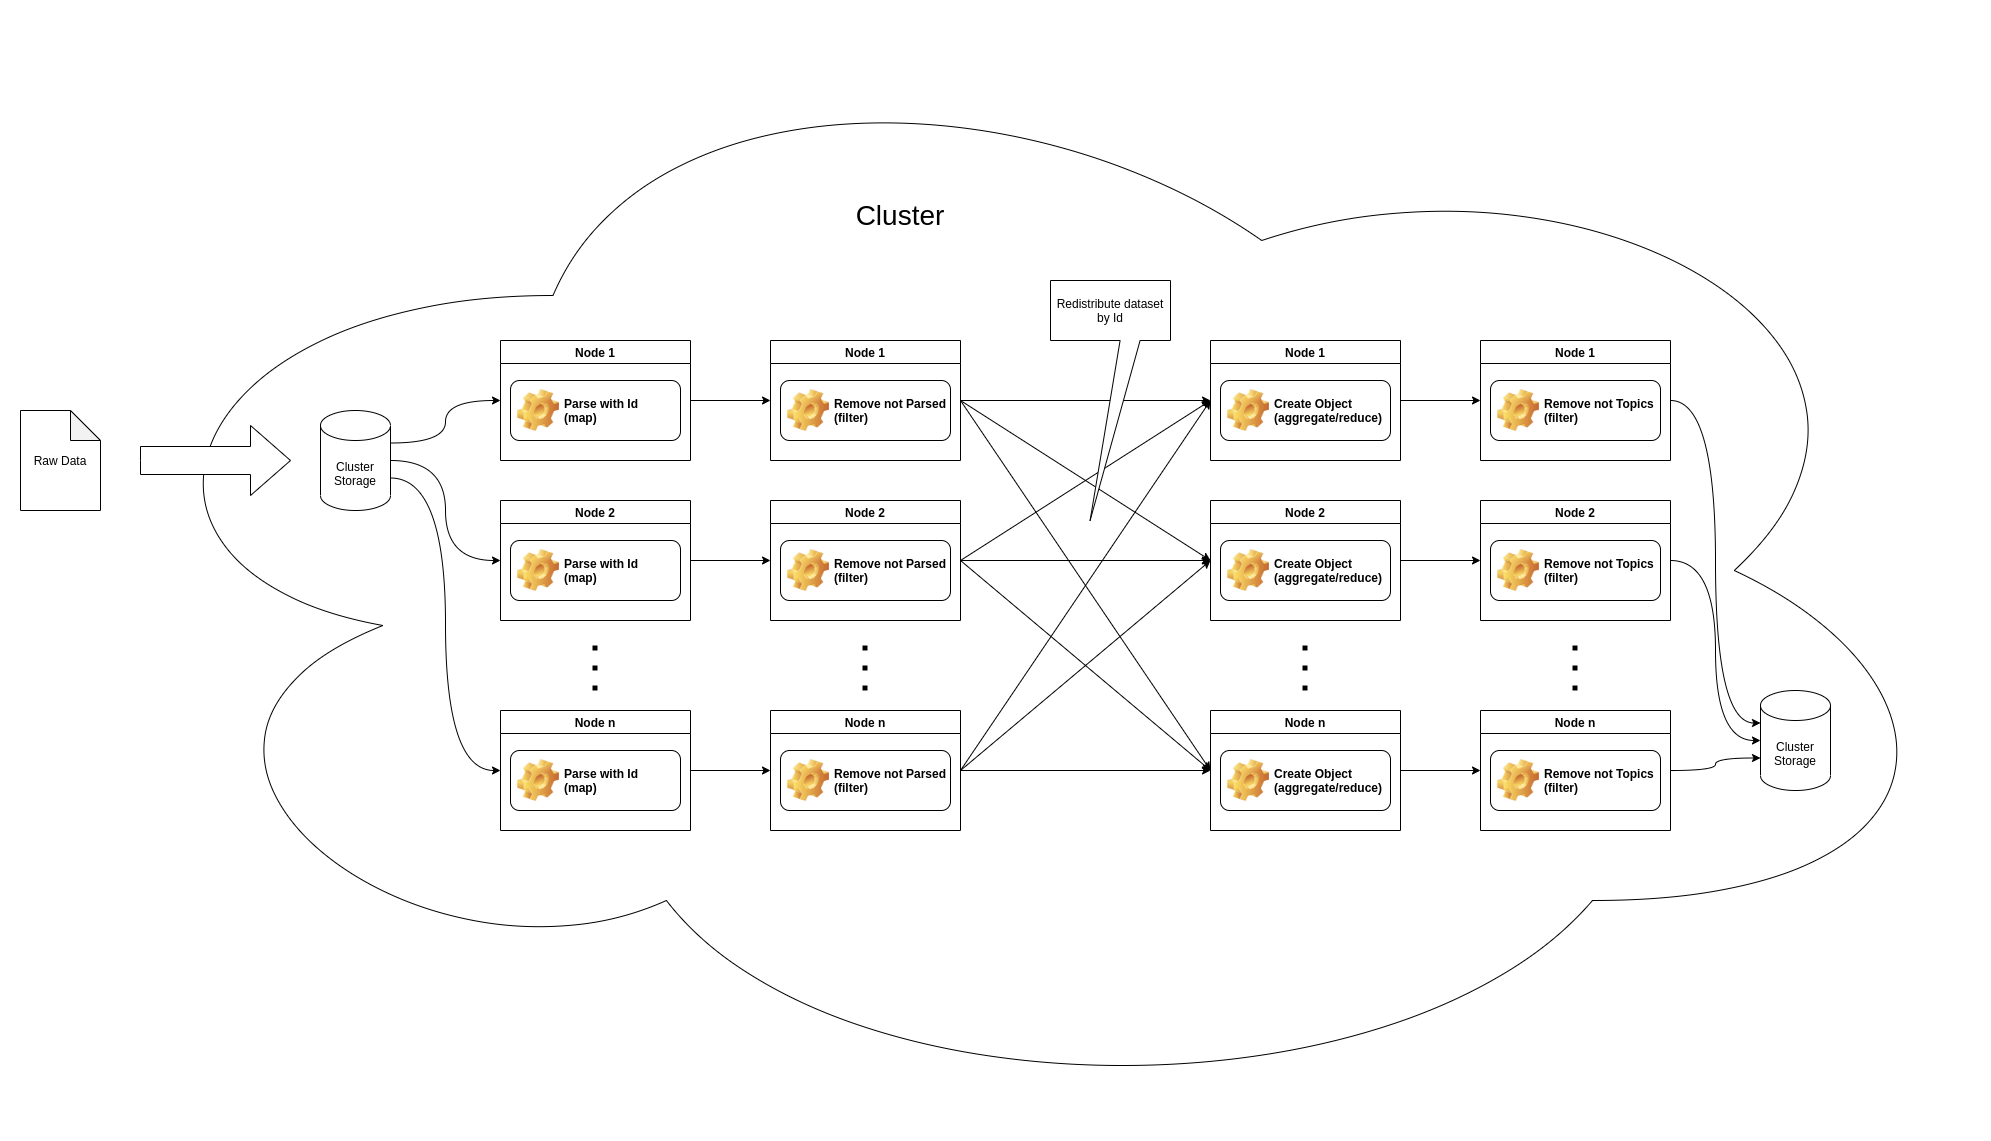 Cluster
Redistribute dataset
by Id
Raw Data
Cluster
Storage
Node 1
Parse with Id
(map)
Node 1
Remove not Parsed
(filter)
Node 1
Create Object
(aggregate/reduce)
Node 1
Remove not Topics
(filter)
Node 2
Parse with Id
(map)
Node 2
Remove not Parsed
(filter)
Node 2
Create Object
(aggregate/reduce)
Node 2
Remove not Topics
(filter)
Node n
Parse with Id
(map)
Node n
Remove not Parsed
(filter)
Node n
Create Object
(aggregate/reduce)
Node n
Remove not Topics
(filter)
Cluster
Storage